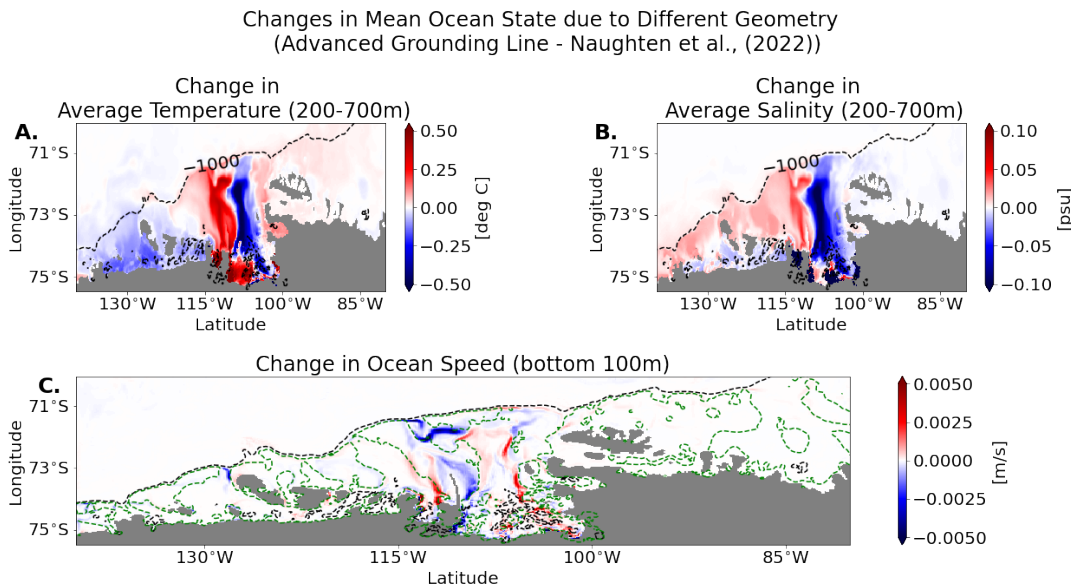 Changes in Mean Ocean State due to Different Geometry
(Advanced Grounding Line - Naughten et al., (2022))
Change in
Average Temperature (200-700m)
A.
71°S
73°S
75°S
Longitude
−1000
130°W
115°W
100°W
85°W
Latitude
0.50
0.25
0.00
−0.25
−0.50
[deg C]
Change in
Average Salinity (200-700m)
B.
71°S
73°S
75°S
Longitude
−1000
130°W
115°W
100°W
85°W
Latitude
0.10
0.05
0.00
−0.05
−0.10
[psu]
Change in Ocean Speed (bottom 100m)
C.
71°S
73°S
75°S
Longitude
130°W
115°W
100°W
85°W
Latitude
0.0050
0.0025
0.0000
−0.0025
−0.0050
[m/s]